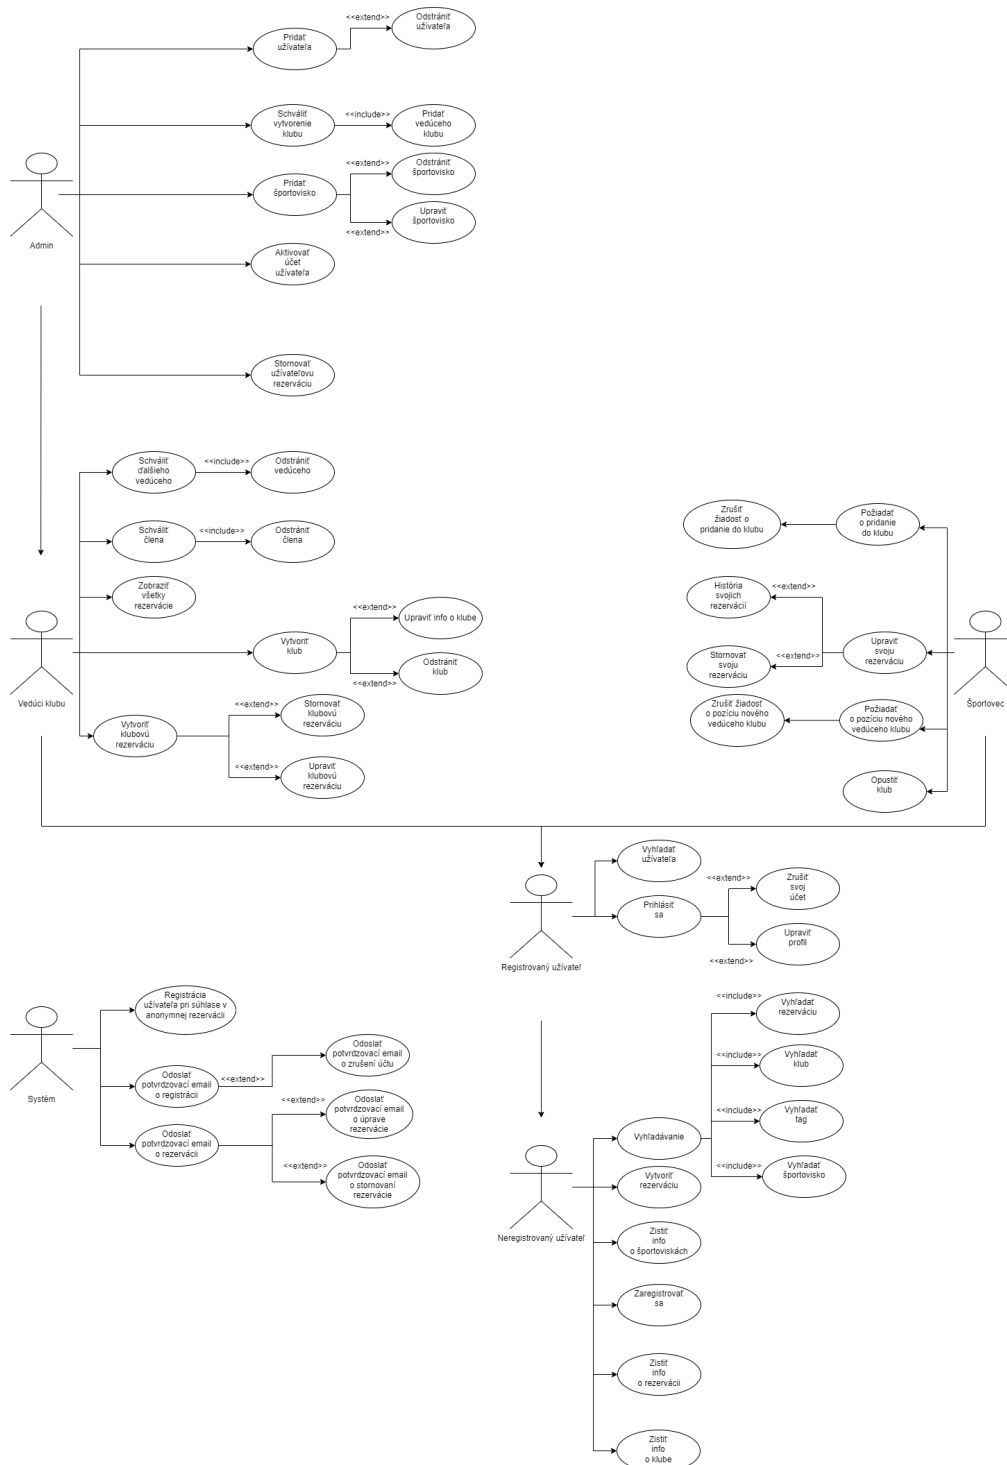 <<extend>>
Odstrániť
užívateľa
Pridať
užívateľa
Schváliť
vytvorenie
klubu
<<include>>
Pridať
vedúceho
klubu
<<extend>>
Odstrániť
športovisko
Pridať
športovisko
Upraviť
športovisko
<<extend>>
Admin
Aktivovať
účet
užívateľa
Stornovať
užívateľovu
rezerváciu
Schváliť
ďalšieho
vedúceho
<<include>>
Odstrániť
vedúceho
Schváliť
člena
<<include>>
Odstrániť
člena
Zobraziť
všetky
rezervácie
<<extend>>
Upraviť info o klube
Vytvoriť
klub
Odstrániť
klub
<<extend>>
Vedúci klubu
Vytvoriť
klubovú
rezerváciu
<<extend>>
Stornovať
klubovú
rezerváciu
<<extend>>
Upraviť
klubovú
rezerváciu
Zrušiť
žiadosť o
pridanie do klubu
Požiadať
o pridanie
do klubu
História
svojich
rezervácií
<<extend>>
Stornovať
svoju
rezerváciu
<<extend>>
Upraviť
svoju
rezerváciu
Športovec
Zrušiť žiadosť
o pozíciu nového
vedúceho klubu
Požiadať
o pozíciu nového
vedúceho klubu
Opustiť
klub
Vyhľadať
užívateľa
Prihlásiť
sa
<<extend>>
Zrušiť
svoj
účet
Upraviť
profil
<<extend>>
Registrovaný užívateľ
Registrácia
užívateľa pri súhlase v
anonymnej rezervácii
Systém
Odoslať
potvrdzovací email
o registrácii
<<extend>>
Odoslať
potvrdzovací email
o zrušení účtu
Odoslať
potvrdzovací email
o rezervácii
<<extend>>
Odoslať
potvrdzovací email
o úprave
rezervácie
<<extend>>
Odoslať
potvrdzovací email
o stornovaní
rezervácie
<<include>>
Vyhľadať
rezerváciu
<<include>>
Vyhľadať
klub
<<include>>
Vyhľadať
tag
<<include>>
Vyhľadať
športovisko
Vyhľadávanie
Vytvoriť
rezerváciu
Neregistrovaný užívateľ
Zistiť
info
o športoviskách
Zaregistrovať
sa
Zistiť
info
o rezervácii
Zistiť
info
o klube